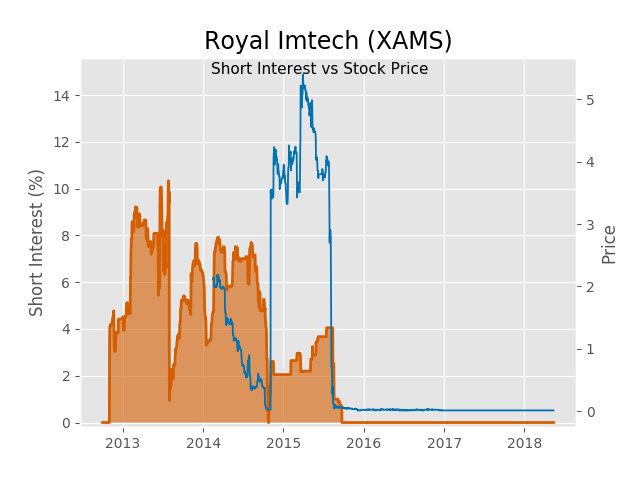 Royal Imtech (XAMS)
Short Interest vs Stock Price
Short Interest (%)
14
12
10
8
6
4
2
0
5
4
3
2
1
0
Price
2013 2014 2015 2016 2017 2018